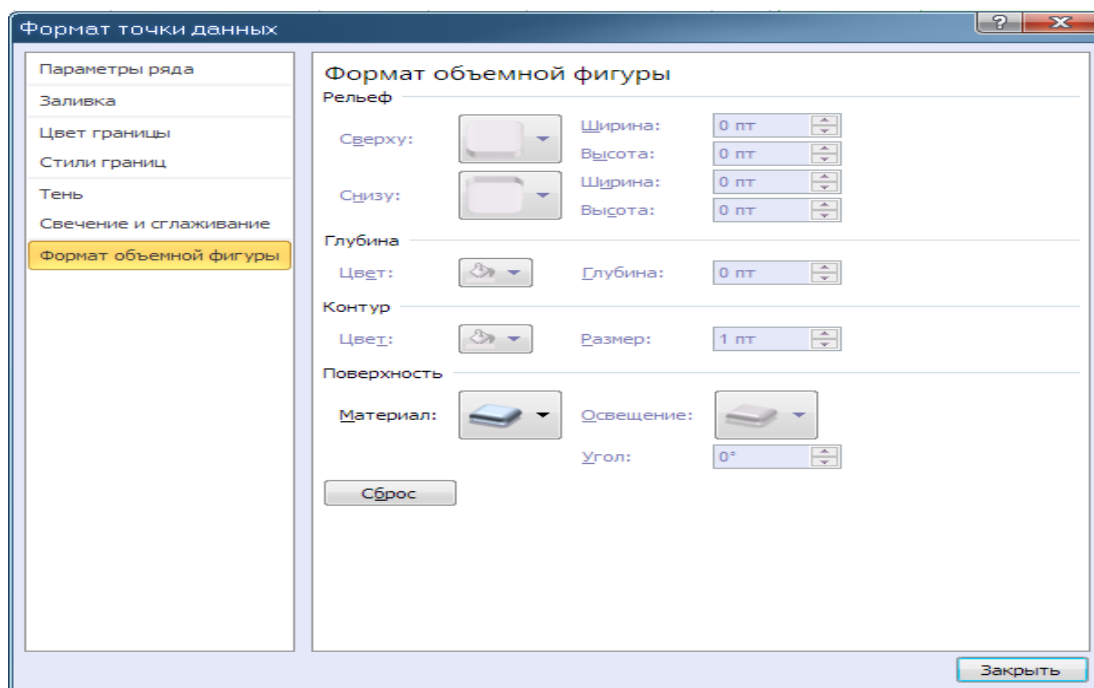 Формат точки данных
Параметры ряда
Заливка
Цвет границы
Стили границ
Тень
Свечение и сглаживание
Формат объемной фигуры
Формат объемной фигуры
Рельеф
Сверху:
Ширина: 0 пт
Высота: 0 пт
Снизу:
Ширина: 0 пт
Высота: 0 пт
Глубина
Цвет: Глубина: 0 пт
Контур
Цвет: Размер: 1 пт
Поверхность
Материал: Освещение:
Угол: 0°
Сброс
Закрыть